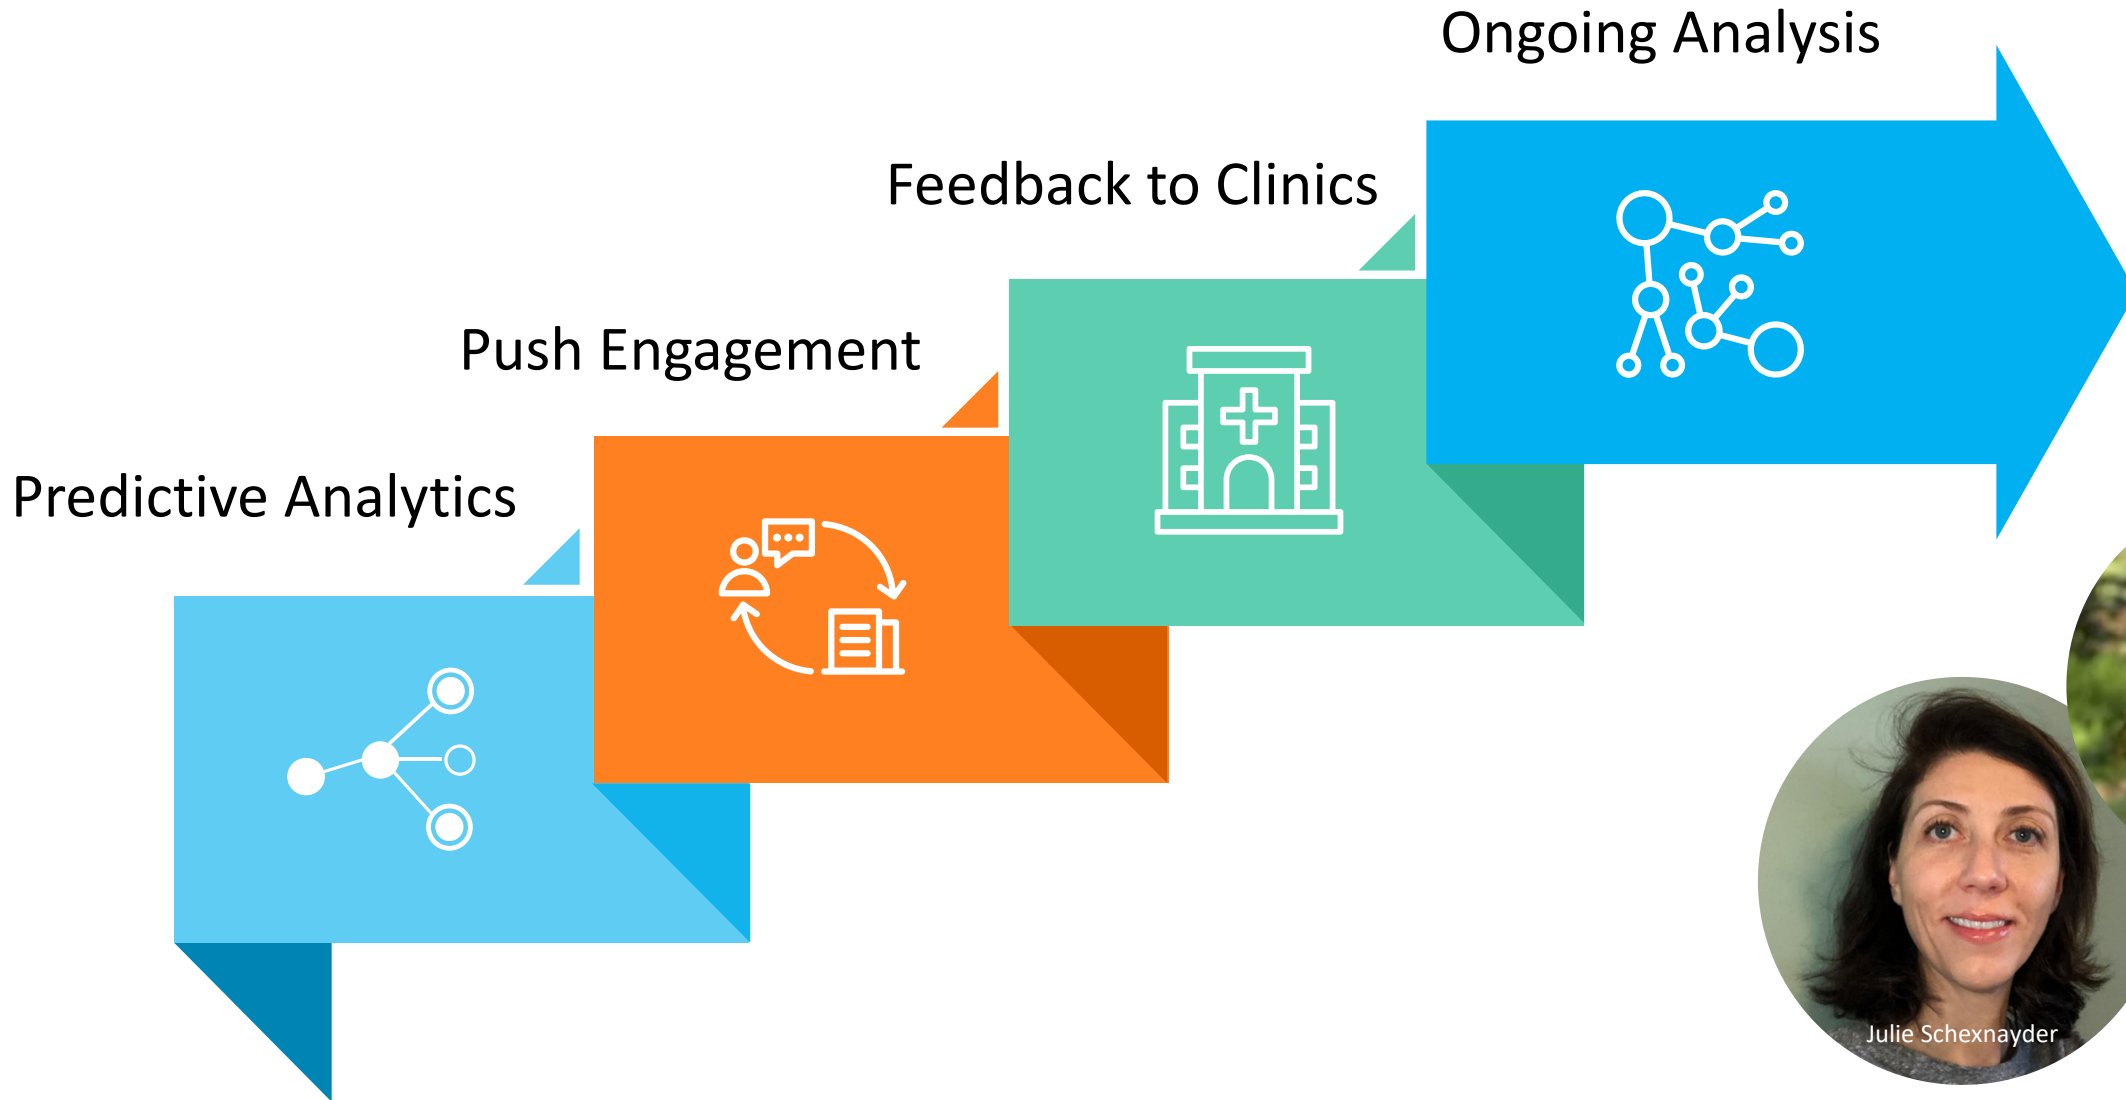 Ongoing Analysis
Feedback to Clinics
Push Engagement
Predictive Analytics
Julie Schexnayder